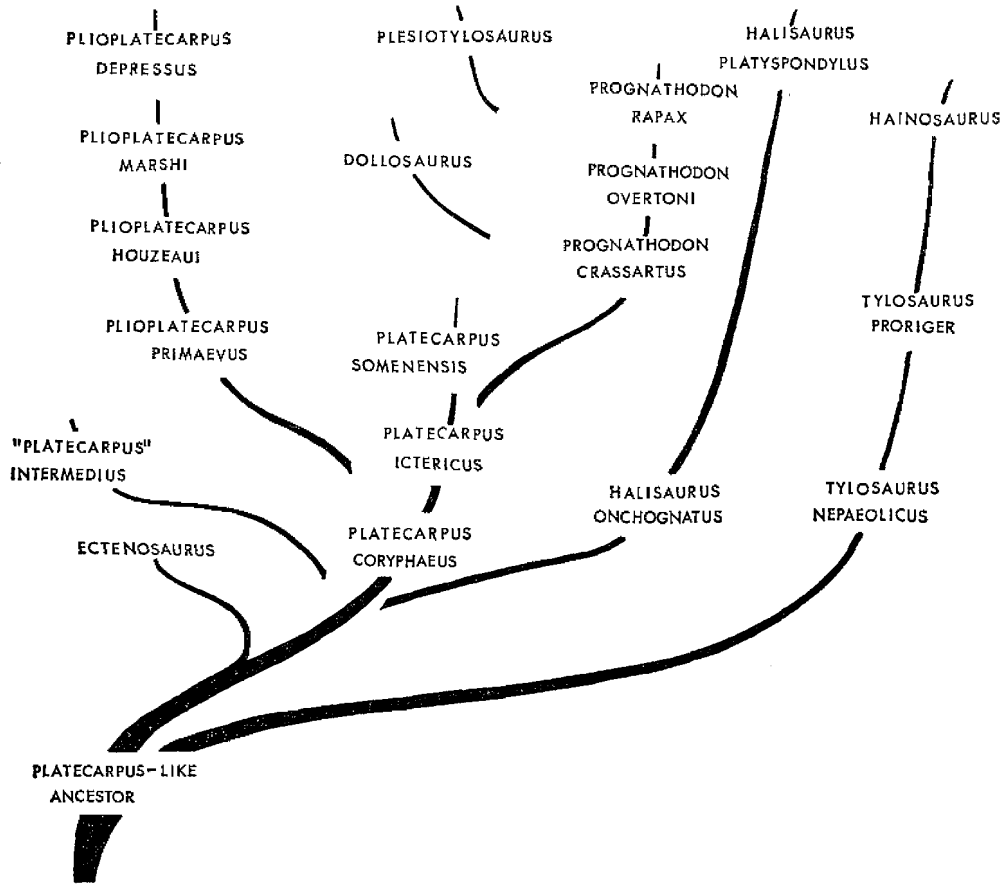 PLIOPLATECARPUS
DEPRESSUS
PLESIOTYLOSAURUS
HALISAURUS
PLATYSPONDYLUS
PROGNATHODON
RAPAX
HAINOSAURUS
PLIOPLATECARPUS
MARSHI
DOLLOSAURUS
PROGNATHODON
OVERTONI
PLIOPLATECARPUS
HOUZEAUI
PROGNATHODON
CRASSARTUS
TYLOSAURUS
PRORIGER
PLIOPLATECARPUS
PRIMAEVUS
PLATECARPUS
SOMENENSIS
"PLATECARPUS"
INTERMEDIUS
PLATECARPUS
ICTERICUS
HALISAURUS
ONCHOGNATUS
TYLOSAURUS
NEPAEOLICUS
ECTENOSAURUS
PLATECARPUS
CORYPHAEUS
PLATECARPUS-LIKE
ANCESTOR